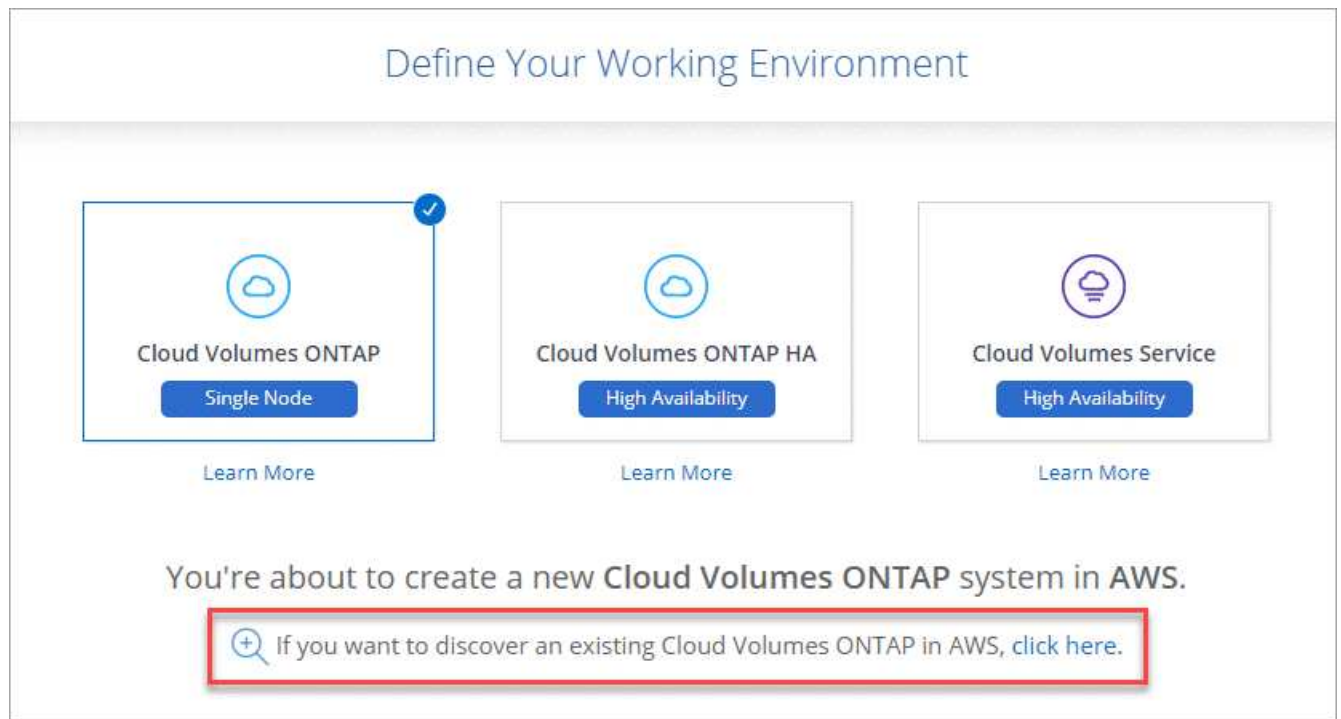 Define Your Working Environment
Cloud Volumes ONTAP
Single Node
Learn More
Cloud Volumes ONTAP HA
High Availability
Learn More
Cloud Volumes Service
High Availability
Learn More
You're about to create a new Cloud Volumes ONTAP system in AWS.
If you want to discover an existing Cloud Volumes ONTAP in AWS, click here.